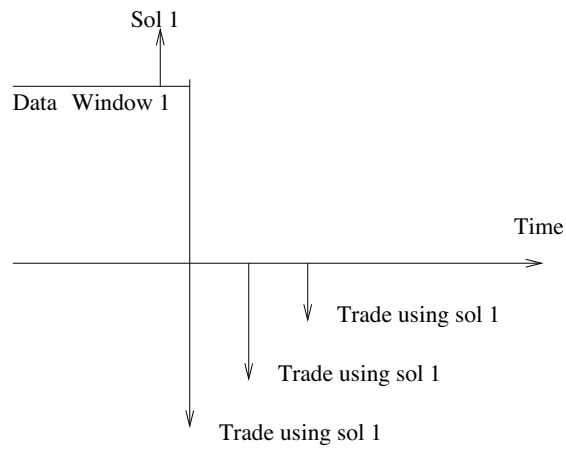 Sol 1
Data Window 1
Time
Trade using sol 1
Trade using sol 1
Trade using sol 1